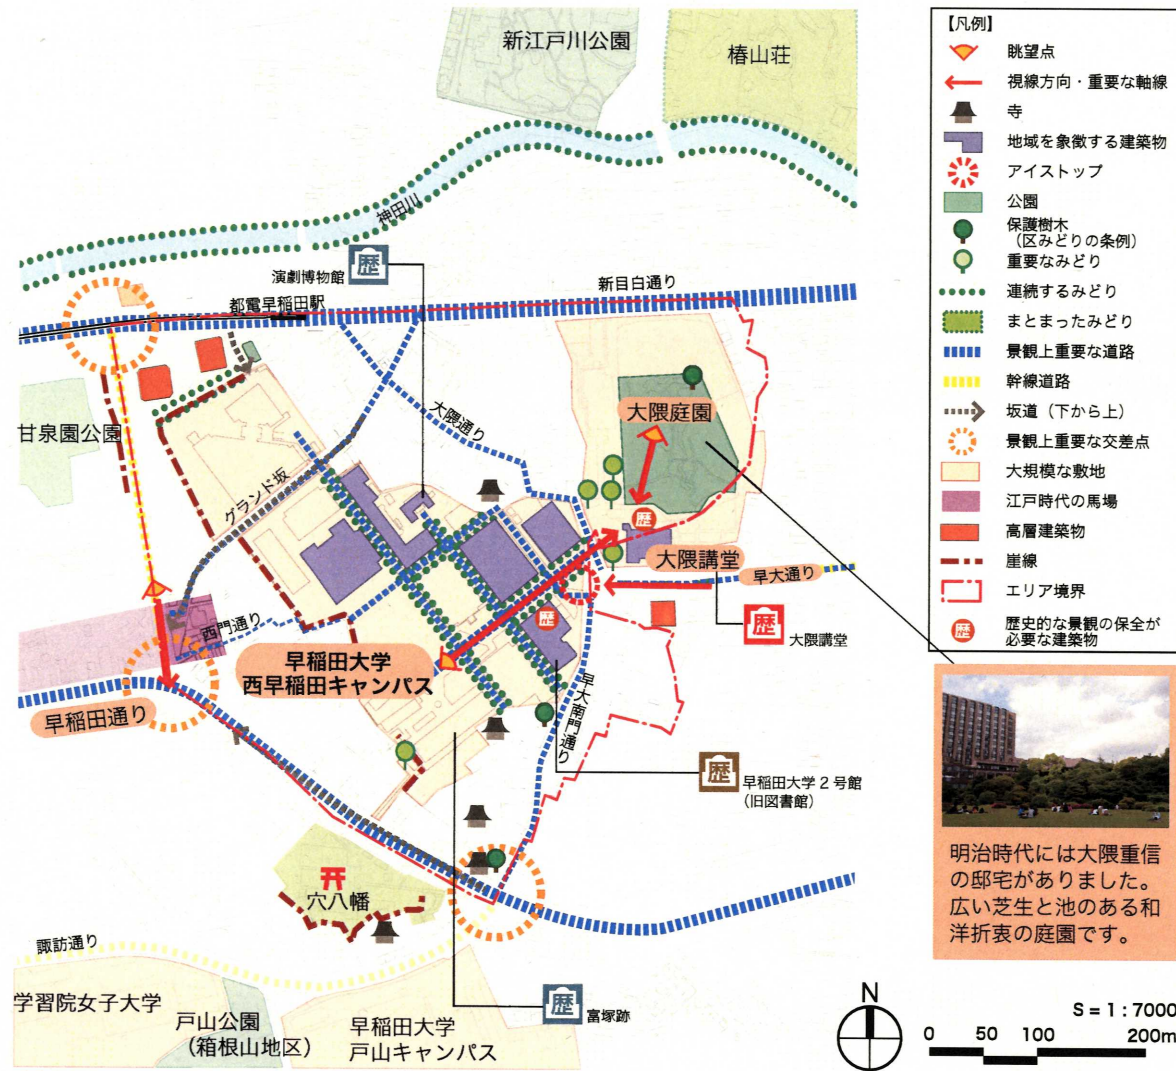 新江戸川公園
椿山荘
神田川
歴
演劇博物館
新目白通り
都電早稲田駅
大隈通り
大隈庭園
甘泉園公園
グランド坂
歴
大隈講堂
早大通り
歴
歴
大隈講堂
西門通り
早稲田大学
西早稲田キャンパス
早稲田通り
早大南門通り
歴
早稲田大学2号館
(旧図書館)
穴八幡
諏訪通り
学習院女子大学
戸山公園
(箱根山地区)
早稲田大学
戸山キャンパス
歴
富塚跡
【凡例】
眺望点
視線方向・重要な軸線
寺
地域を象徴する建築物
アイストップ
公園
保護樹木
(区みどりの条例)
重要なみどり
連続するみどり
まとまったみどり
景観上重要な道路
幹線道路
坂道(下から上)
景観上重要な交差点
大規模な敷地
江戸時代の馬場
高層建築物
崖線
エリア境界
歴
歴史的な景観の保全が
必要な建築物
明治時代には大隈重信
の邸宅がありました。
広い芝生と池のある和
洋折衷の庭園です。
N
S = 1 : 7000
0 50 100 200m